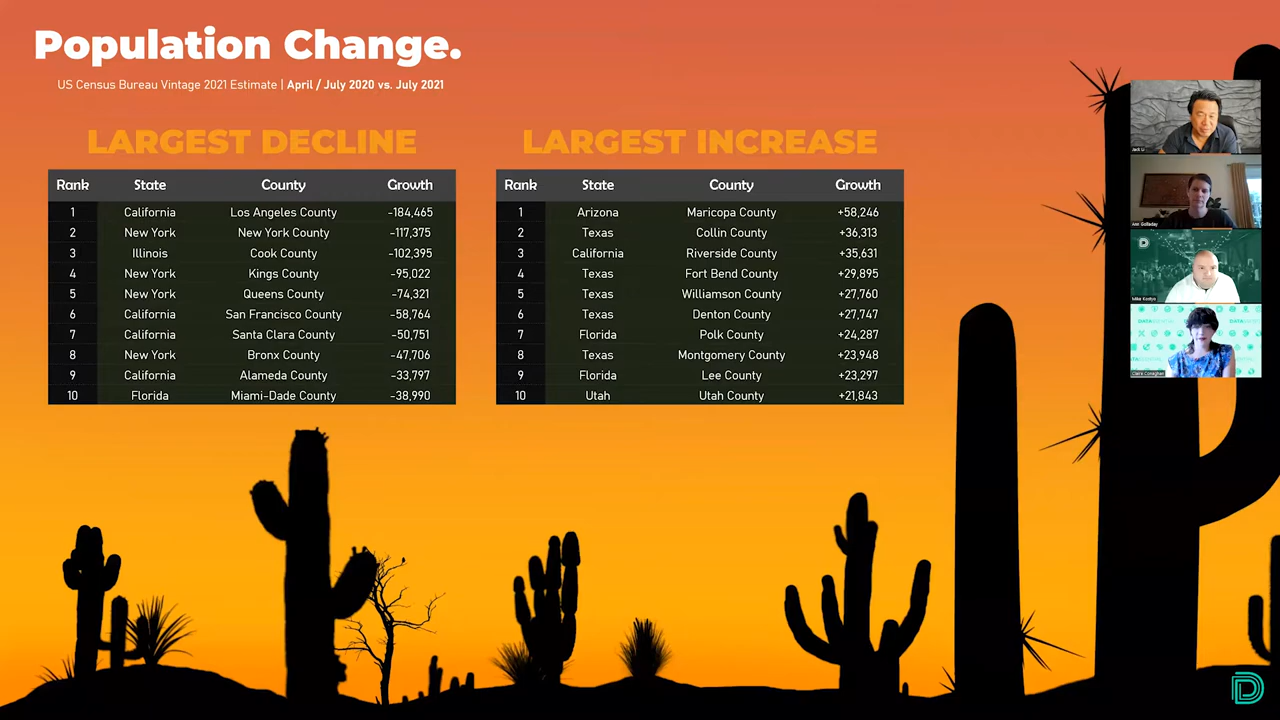 Population Change.
US Census Bureau Vintage 2021 Estimate | April / July 2020 vs. July 2021
LARGEST DECLINE
Rank State County Growth
1 California Los Angeles County -184,465
2 New York New York County -117,375
3 Illinois Cook County -102,395
4 New York Kings County -95,022
5 New York Queens County -74,321
6 California San Francisco County -58,764
7 California Santa Clara County -50,751
8 New York Bronx County -47,706
9 California Alameda County -33,797
10 Florida Miami-Dade County -38,990
LARGEST INCREASE
Rank State County Growth
1 Arizona Maricopa County +58,246
2 Texas Collin County +36,313
3 California Riverside County +35,631
4 Texas Fort Bend County +29,895
5 Texas Williamson County +27,760
6 Texas Denton County +27,747
7 Florida Polk County +24,287
8 Texas Montgomery County +23,948
9 Florida Lee County +23,297
10 Utah Utah County +21,843
Jack Li
Golladay
Mike
Claire Conaghan